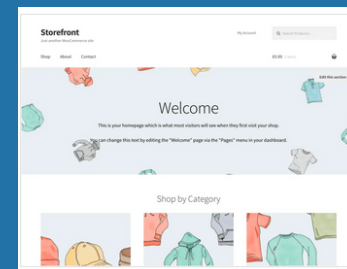 Storefront
Just another WooCommerce site
My Account
Search Products...
Shop About Contact
£0.00 0 items
Edit this section
Welcome
This is your homepage which is what most visitors will see when they first visit your shop.
You can change this text by editing the "Welcome" page via the "Pages" menu in your dashboard.
Shop by Category